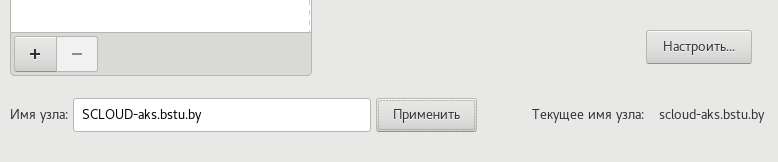 + −
Настроить...
Имя узла: SCLOUD-aks.bstu.by Применить Текущее имя узла: scloud-aks.bstu.by